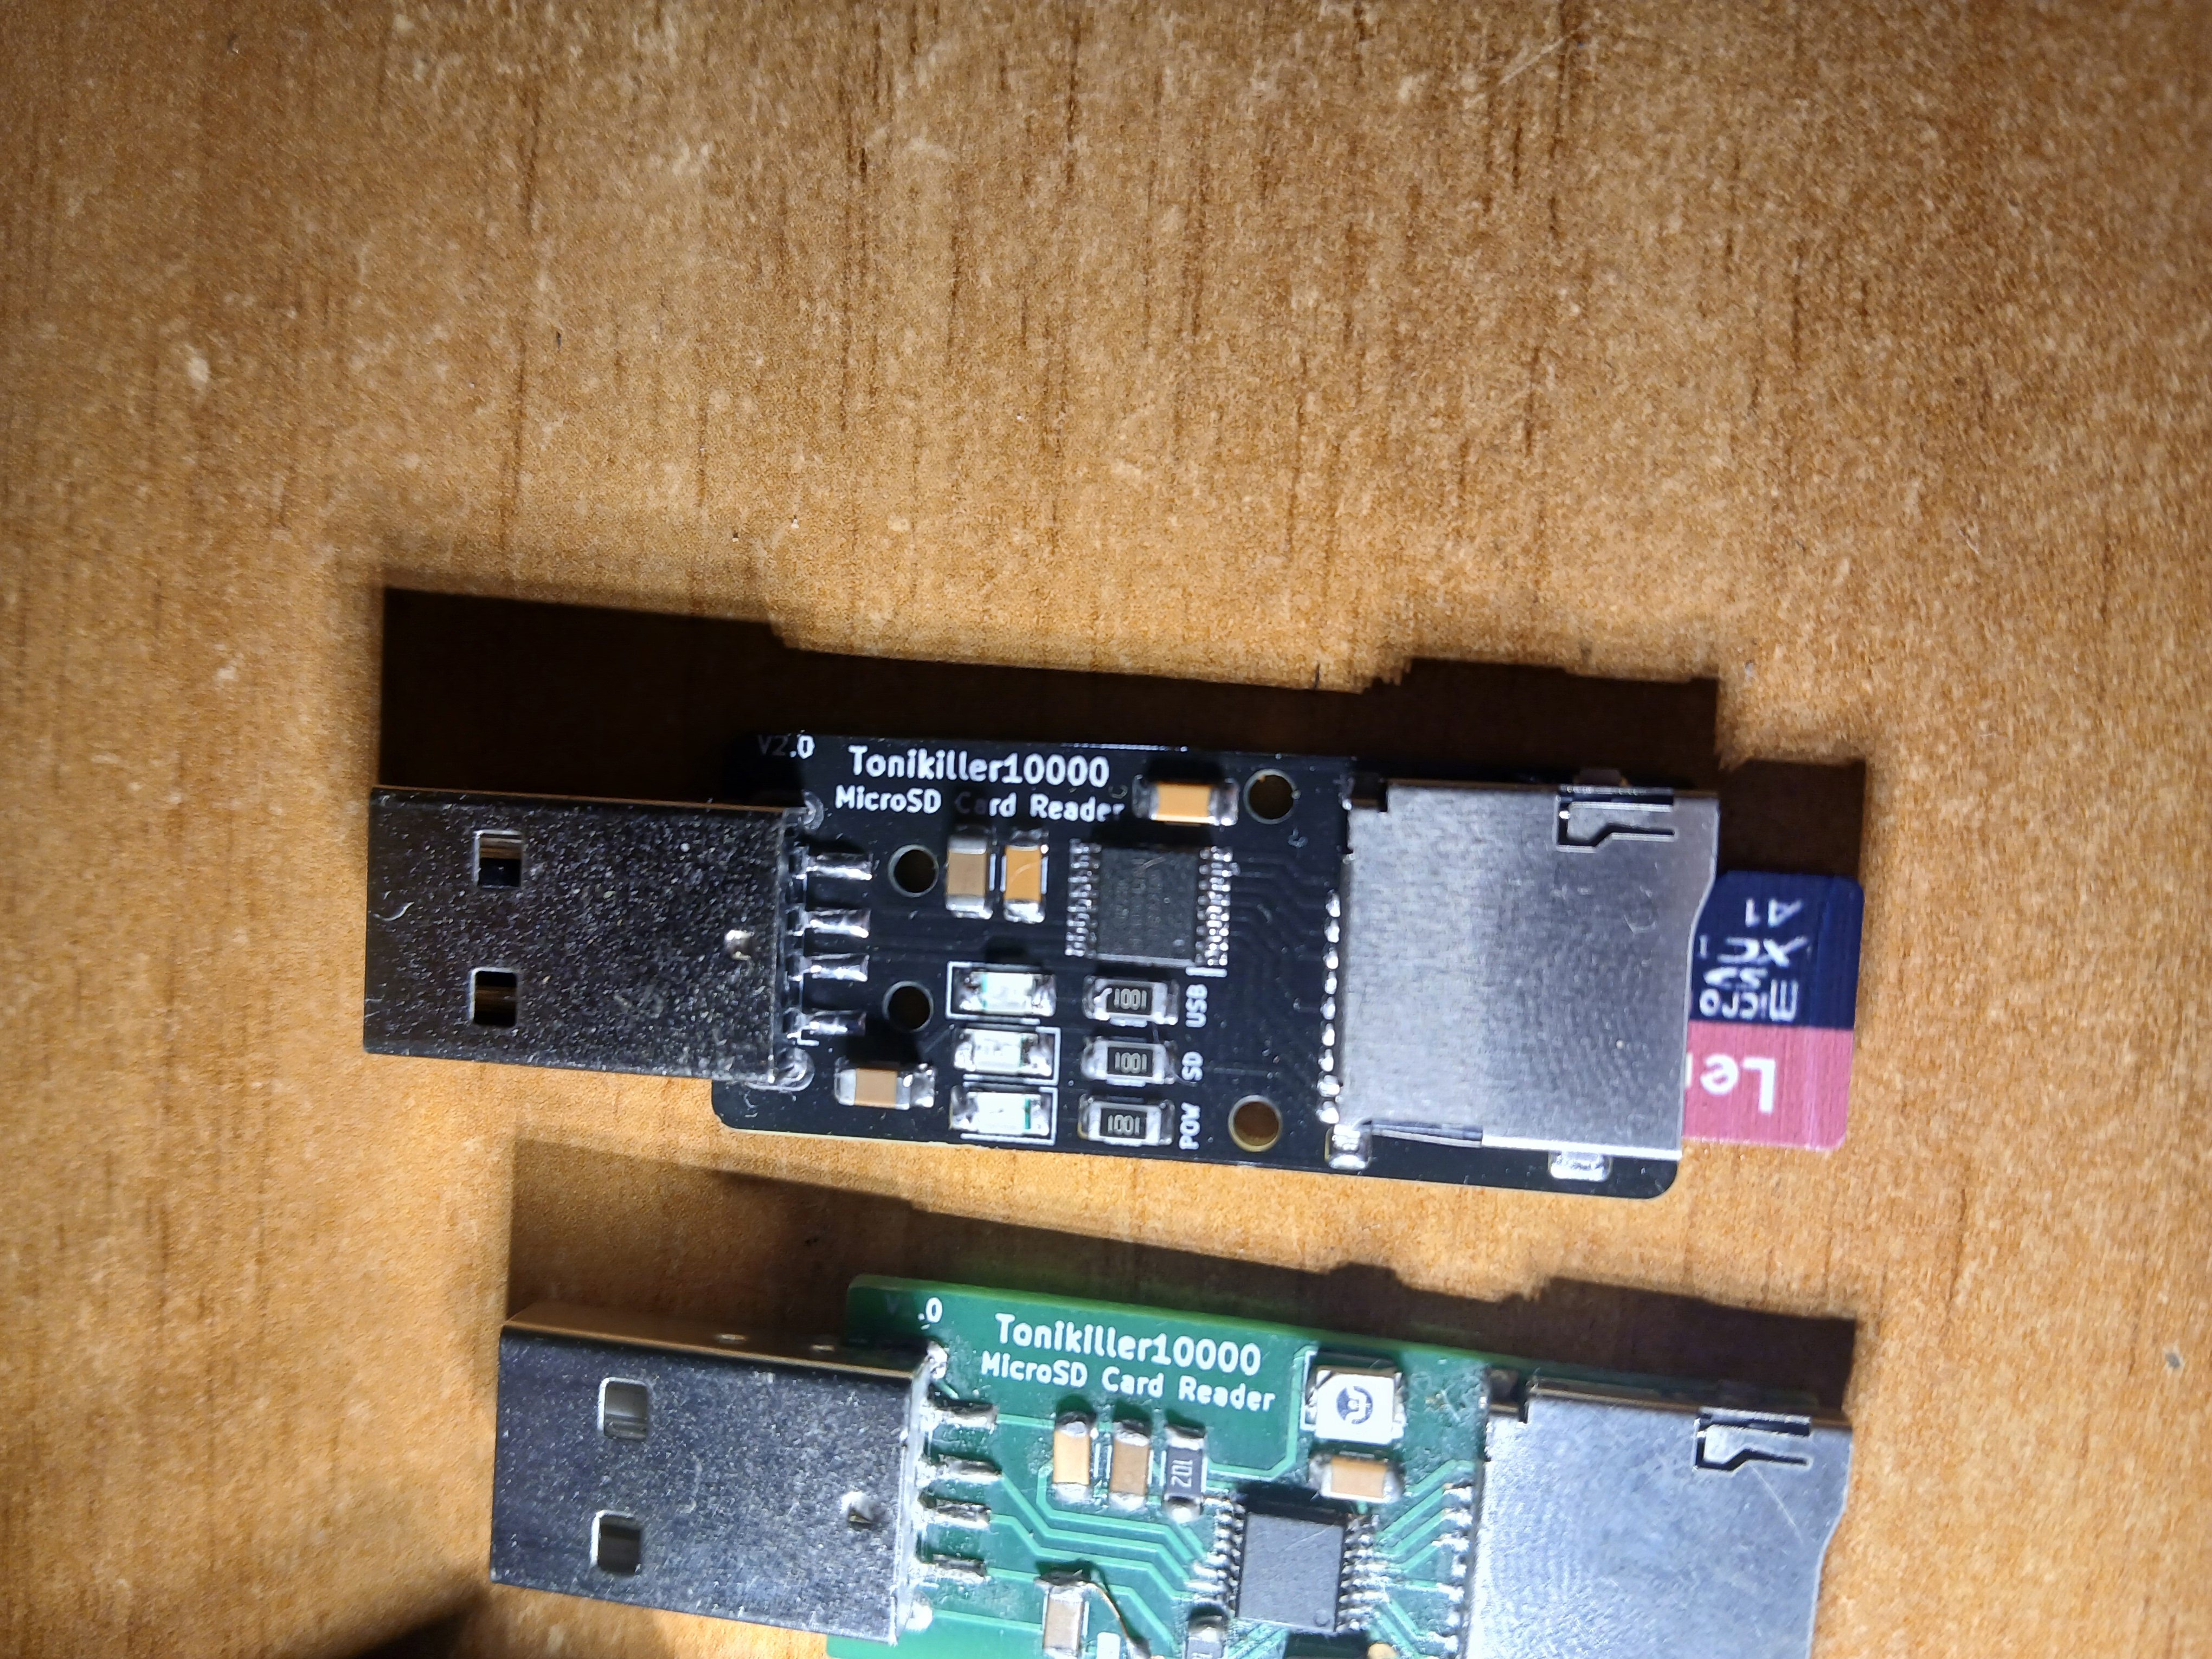 .0
Tonikiller10000
MicroSD Card Reader
102
V2.0
Tonikiller10000
MicroSD Card Reader
1001
1001
1001
POW
SD
USB
Le
micro
SD
XC I
A1